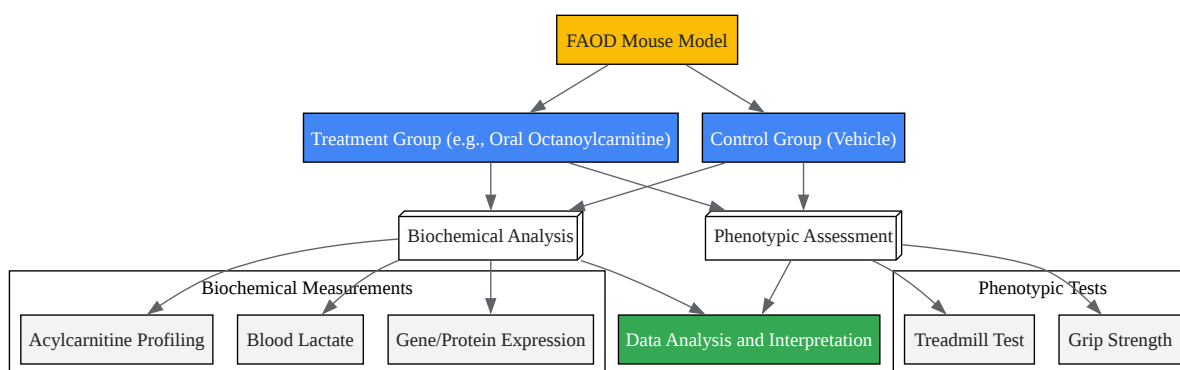 FAOD Mouse Model
Treatment Group (e.g., Oral Octanoylcarnitine)
Control Group (Vehicle)
Biochemical Analysis
Phenotypic Assessment
Biochemical Measurements
Phenotypic Tests
Acylcarnitine Profiling
Blood Lactate
Gene/Protein Expression
Data Analysis and Interpretation
Treadmill Test
Grip Strength